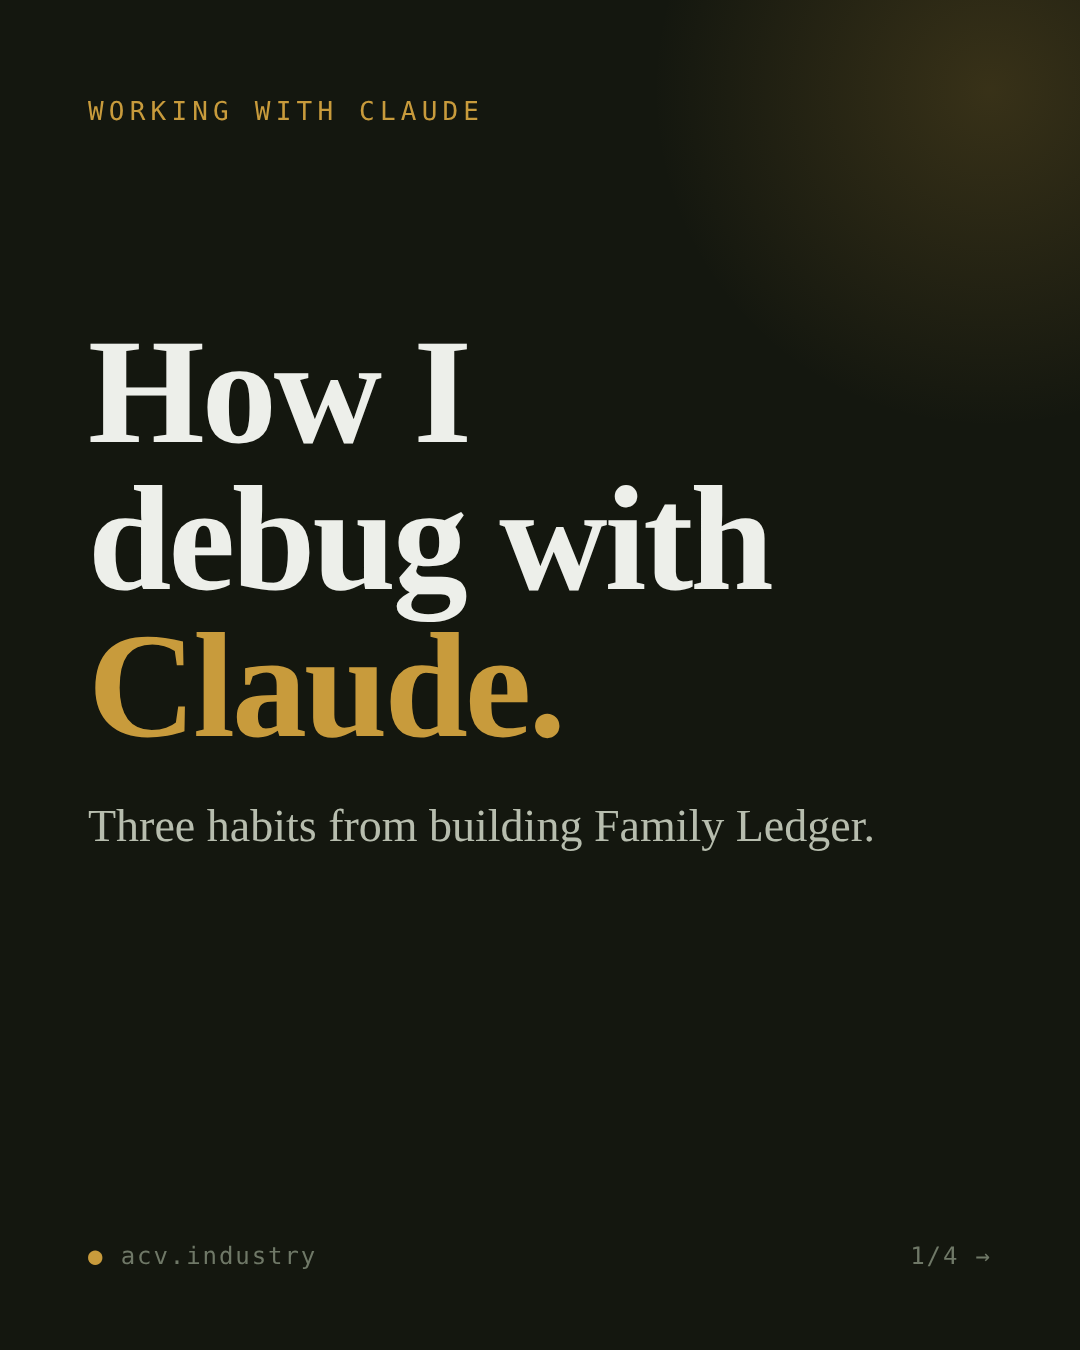 WORKING WITH CLAUDE
How I
debug with
Claude.
Three habits from building Family Ledger.
● acv.industry
1/4 →